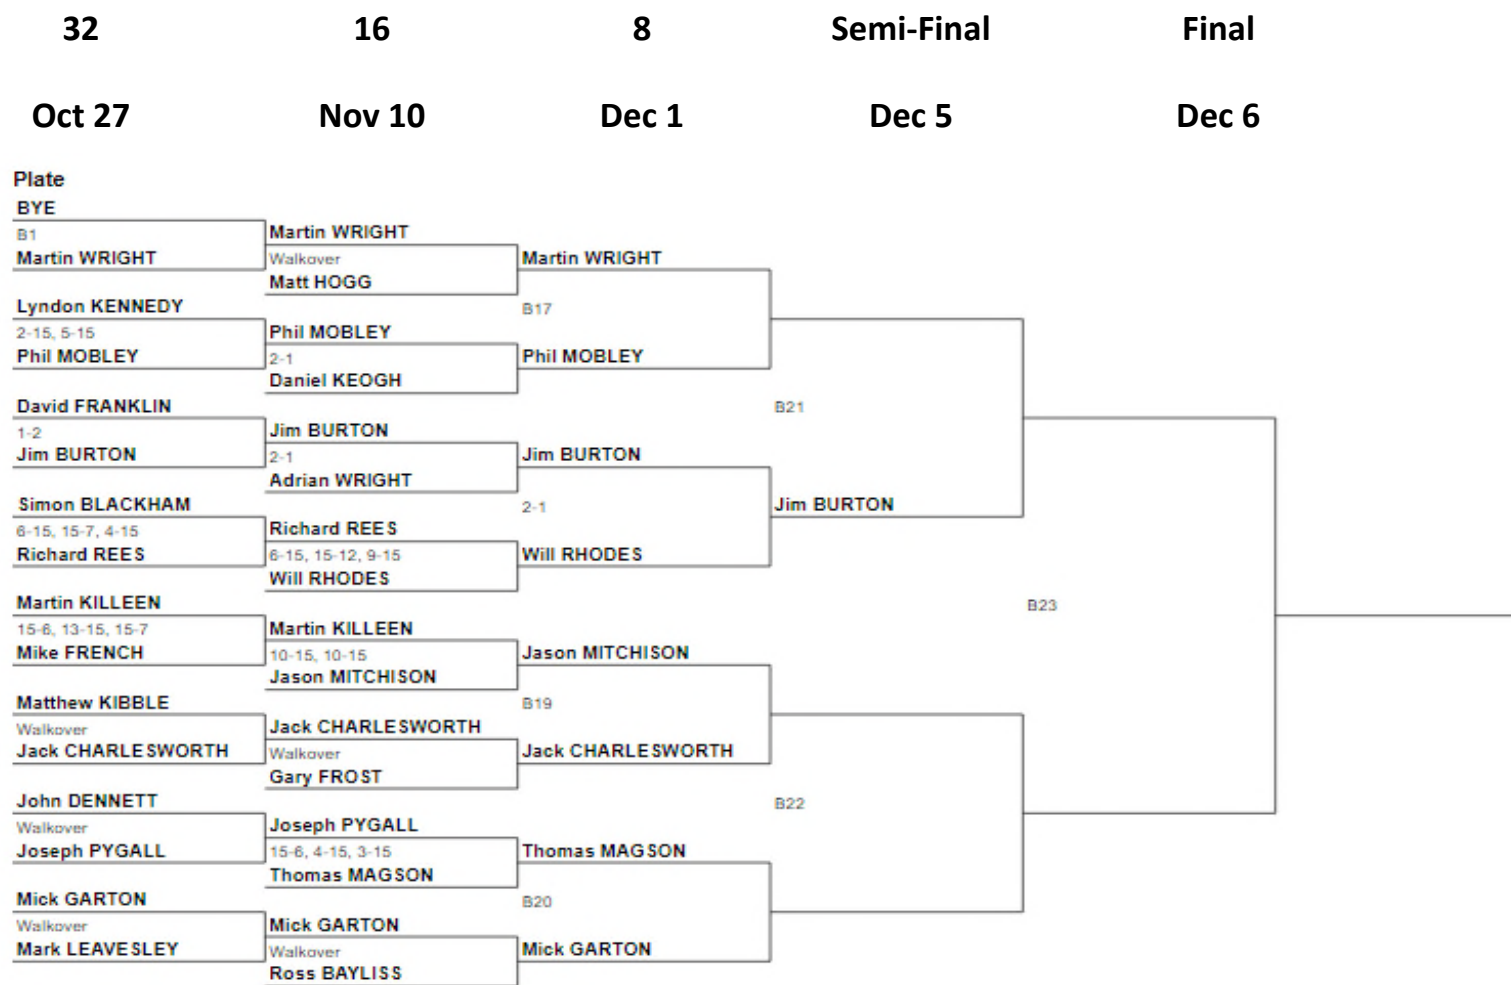 32 16 8 Semi-Final Final
Oct 27 Nov 10 Dec 1 Dec 5 Dec 6
Plate
BYE
B1
Martin WRIGHT
Lyndon KENNEDY
2-15, 5-15
Phil MOBLEY
David FRANKLIN
1-2
Jim BURTON
Simon BLACKHAM
6-15, 15-7, 4-15
Richard REES
Martin KILLEEN
15-6, 13-15, 15-7
Mike FRENCH
Matthew KIBBLE
Walkover
Jack CHARLESWORTH
John DENNETT
Walkover
Joseph PYGALL
Mick GARTON
Walkover
Mark LEAVESLEY
Martin WRIGHT
Walkover
Matt HOGG
Phil MOBLEY
2-1
Daniel KEOGH
Jim BURTON
2-1
Adrian WRIGHT
Richard REES
6-15, 15-12, 9-15
Will RHODES
Martin KILLEEN
10-15, 10-15
Jason MITCHISON
Jack CHARLESWORTH
Walkover
Gary FROST
Joseph PYGALL
15-6, 4-15, 3-15
Thomas MAGSON
Mick GARTON
Walkover
Ross BAYLISS
Martin WRIGHT
B17
Phil MOBLEY
Jim BURTON
2-1
Will RHODES
Jason MITCHISON
B19
Jack CHARLESWORTH
Thomas MAGSON
B20
Mick GARTON
B21
Jim BURTON
B22
B23